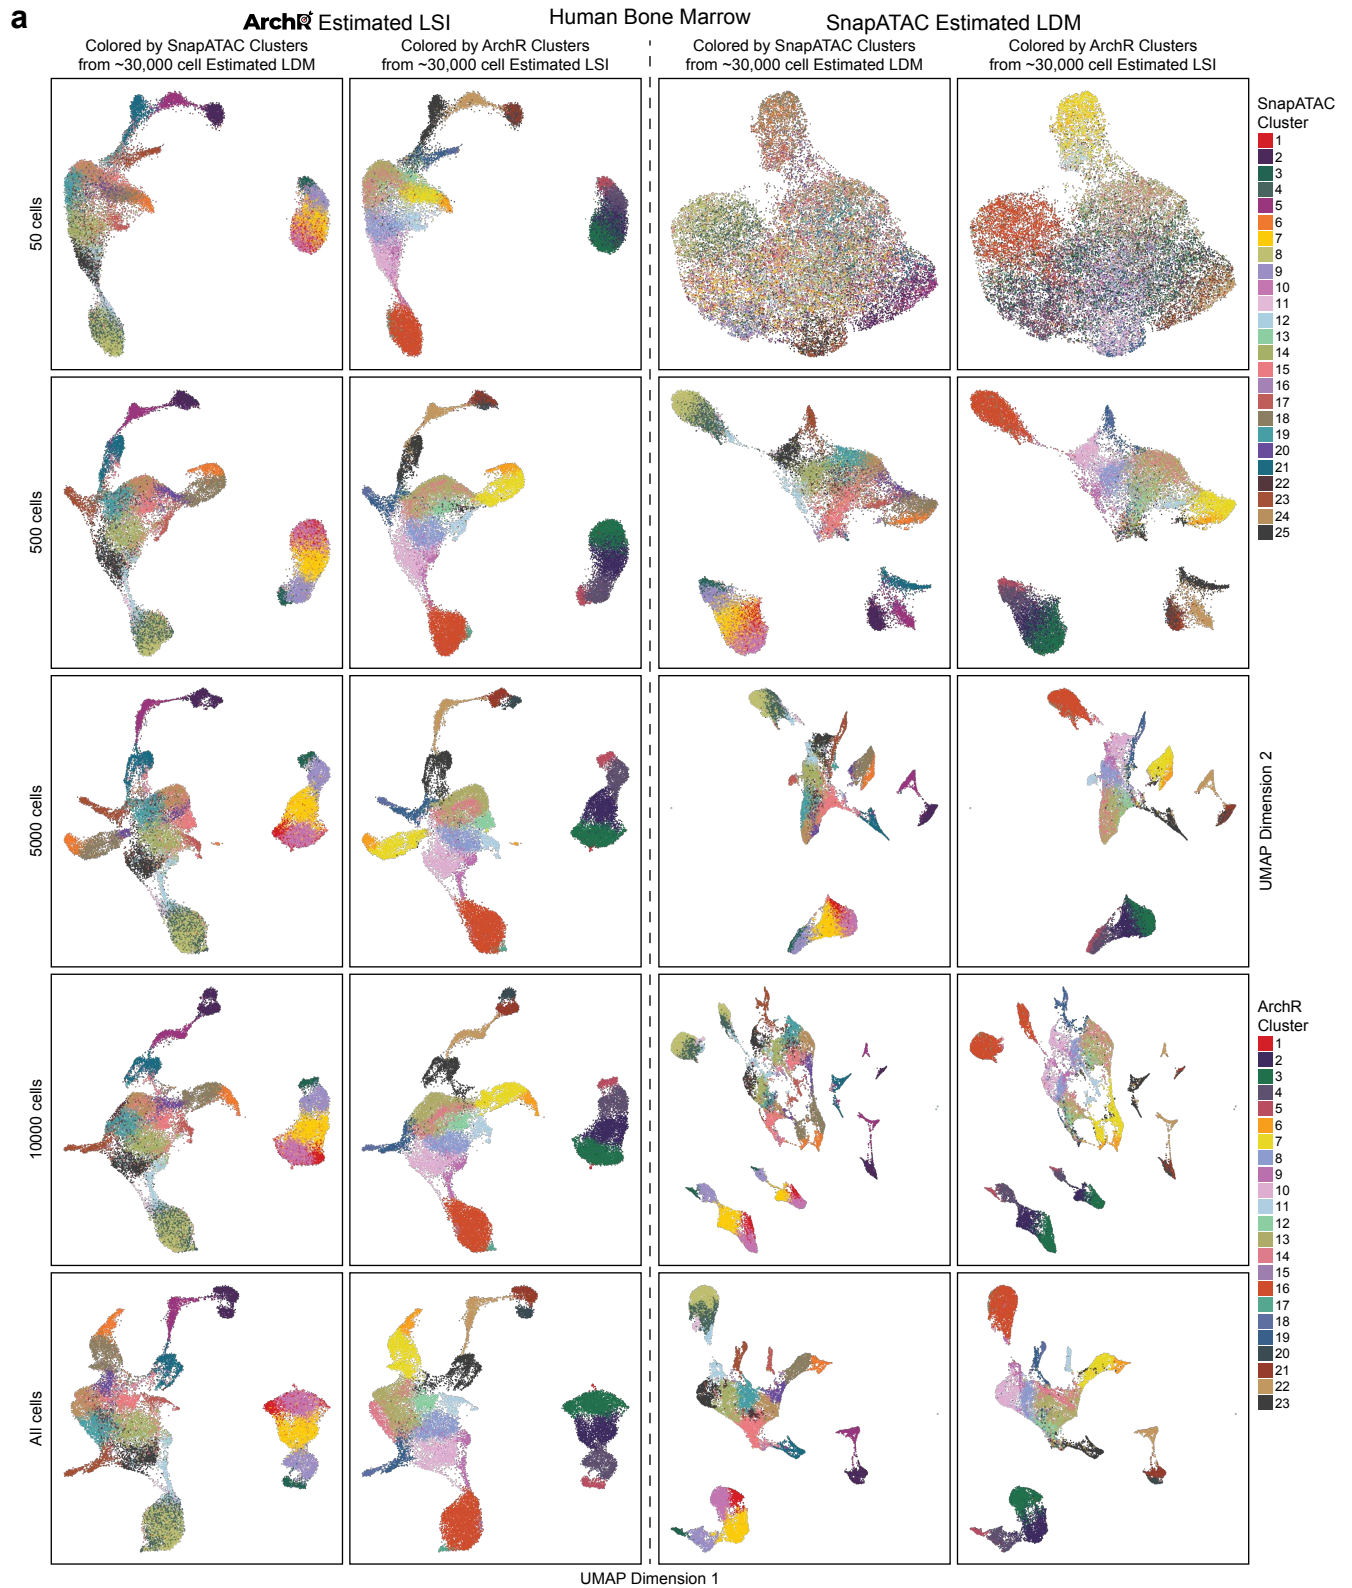 a
ArchR Estimated LSI
Human Bone Marrow
SnapATAC Estimated LDM
Colored by SnapATAC Clusters
from ~30,000 cell Estimated LDM
Colored by ArchR Clusters
from ~30,000 cell Estimated LSI
Colored by SnapATAC Clusters
from ~30,000 cell Estimated LDM
Colored by ArchR Clusters
from ~30,000 cell Estimated LSI
50 cells
500 cells
5000 cells
10000 cells
All cells
SnapATAC
Cluster
1
2
3
4
5
6
7
8
9
10
11
12
13
14
15
16
17
18
19
20
21
22
23
24
25
UMAP Dimension 2
ArchR
Cluster
1
2
3
4
5
6
7
8
9
10
11
12
13
14
15
16
17
18
19
20
21
22
23
UMAP Dimension 1